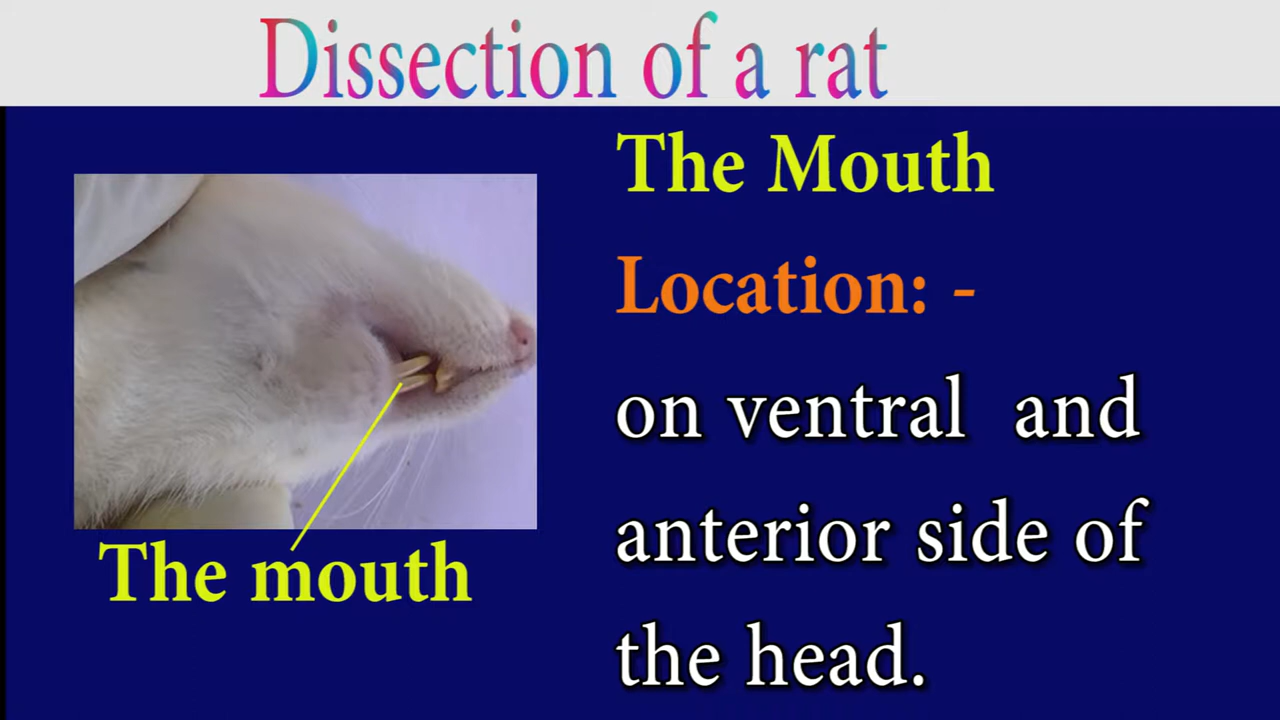 Dissection of a rat
The Mouth
Location: -
on ventral and
anterior side of
the head.
The mouth